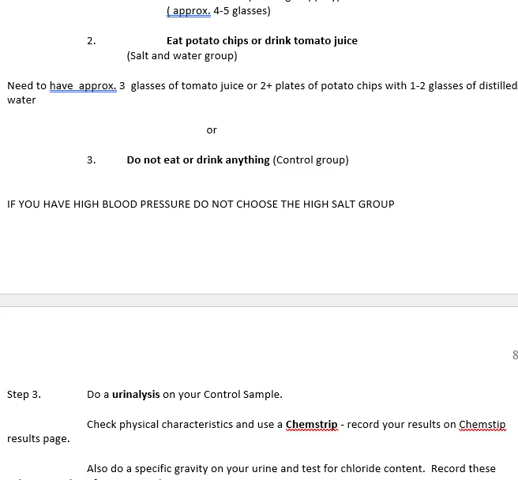 ( approx. 4-5 glasses)
2. Eat potato chips or drink tomato juice
(Salt and water group)
Need to have approx. 3 glasses of tomato juice or 2+ plates of potato chips with 1-2 glasses of distilled
water
or
3. Do not eat or drink anything (Control group)
IF YOU HAVE HIGH BLOOD PRESSURE DO NOT CHOOSE THE HIGH SALT GROUP
8
Step 3. Do a urinalysis on your Control Sample.
Check physical characteristics and use a Chemstrip - record your results on Chemstip
results page.
Also do a specific gravity on your urine and test for chloride content. Record these